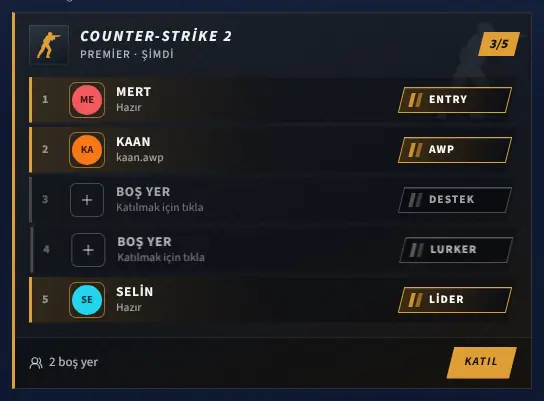 COUNTER-STRIKE 2
PREMİER · ŞİMDİ
3/5
1 ME MERT ENTRY
Hazır
2 KA KAAN AWP
kaan.awp
3 + BOŞ YER DESTEK
Katılmak için tıkla
4 + BOŞ YER LURKER
Katılmak için tıkla
5 SE SELİN LİDER
Hazır
2 boş yer KATIL